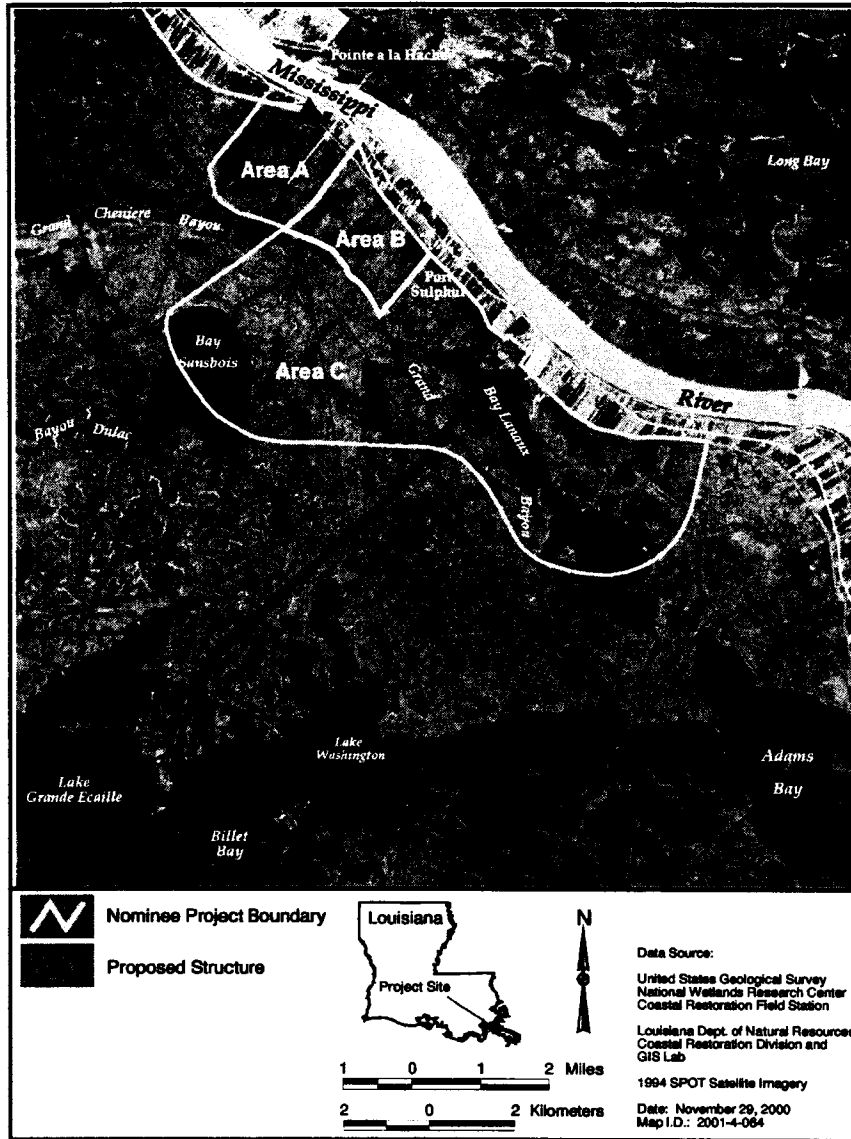 Pointe a la Hache
Mississippi
Long Bay
Area A
Grand Cheniere Bayou
Area B
Port
Sulphur
Bay
Sansbois
Area C
Grand
Bay Lanaux
River
Bayou Dulac
Bayou
Lake
Washington
Adams
Bay
Lake
Grande Ecaille
Billet
Bay
Nominee Project Boundary
Proposed Structure
Louisiana
Project Site
N
1 0 1 2 Miles
2 0 2 Kilometers
Data Source:
United States Geological Survey
National Wetlands Research Center
Coastal Restoration Field Station
Louisiana Dept. of Natural Resources
Coastal Restoration Division and
GIS Lab
1994 SPOT Satellite Imagery
Date: November 29, 2000
Map I.D.: 2001-4-064